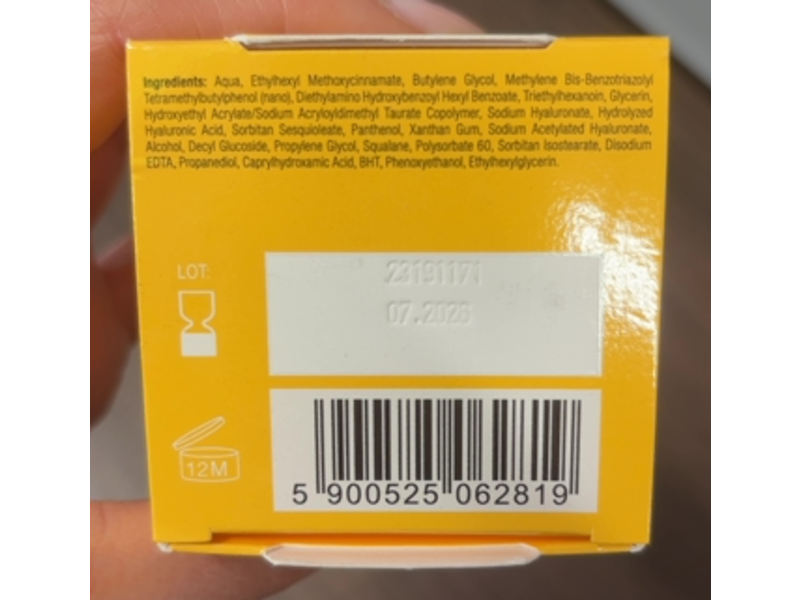 Ingredients: Aqua, Ethylhexyl Methoxycinnamate, Butylene Glycol, Methylene Bis-Benzotriazolyl
Tetramethylbutylphenol (nano), Diethylamino Hydroxybenzoyl Hexyl Benzoate, Triethylhexanoin, Glycerin,
Hydroxyethyl Acrylate/Sodium Acryloyldimethyl Taurate Copolymer, Sodium Hyaluronate, Hydrolyzed
Hyaluronic Acid, Sorbitan Sesquioleate, Panthenol, Xanthan Gum, Sodium Acetylated Hyaluronate,
Alcohol, Decyl Glucoside, Propylene Glycol, Squalane, Polysorbate 60, Sorbitan Isostearate, Disodium
EDTA, Propanediol, Caprylhydroxamic Acid, BHT, Phenoxyethanol, Ethylhexylglycerin.
LOT:
12M
5 900525 062819